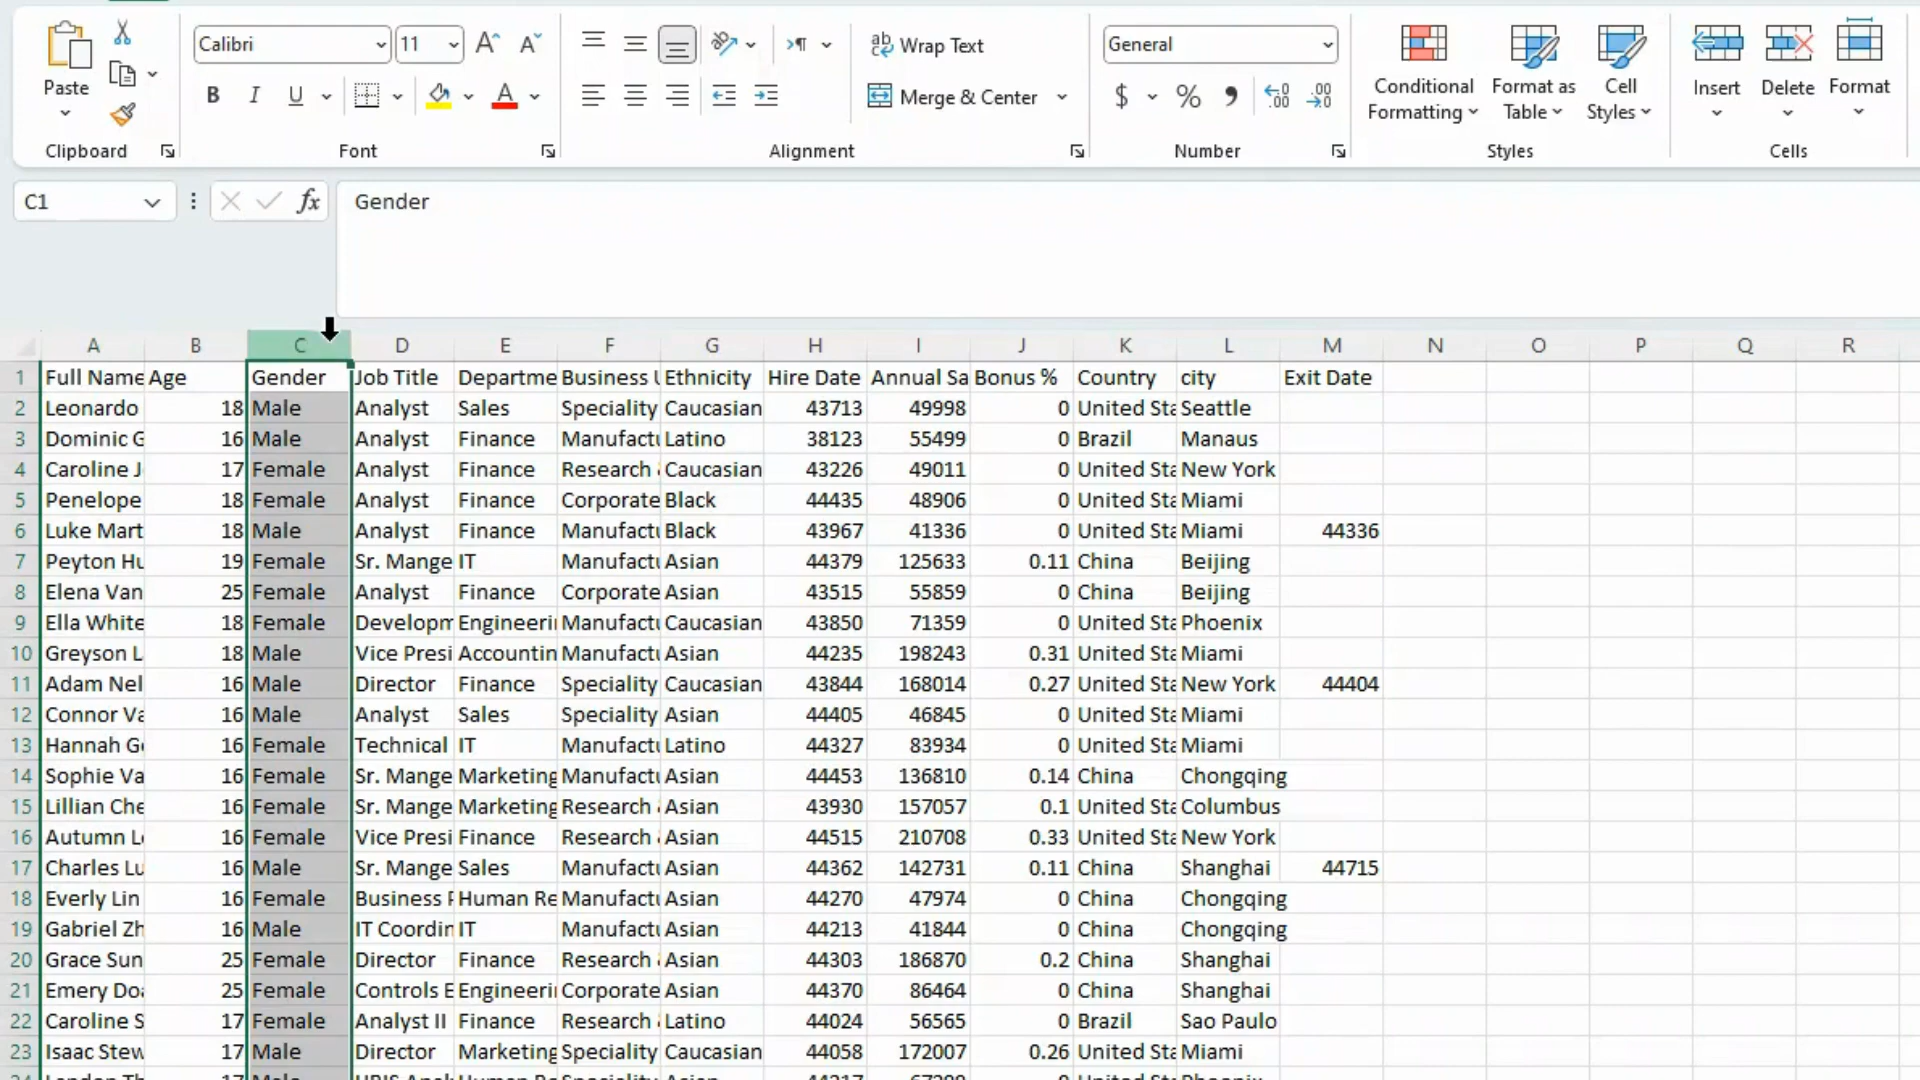 Calibri 11 Wrap Text General
Paste B I U Merge & Center $ % Conditional Formatting Format as Table Cell Styles Insert Delete Format
Clipboard Font Alignment Number Styles Cells
C1 fx Gender
A B C D E F G H I J K L M N O P Q R
1 Full Name Age Gender Job Title Departme Business U Ethnicity Hire Date Annual Sa Bonus % Country city Exit Date
2 Leonardo 18 Male Analyst Sales Speciality Caucasian 43713 49998 0 United Sta Seattle
3 Dominic G 16 Male Analyst Finance Manufactu Latino 38123 55499 0 Brazil Manaus
4 Caroline J 17 Female Analyst Finance Research Caucasian 43226 49011 0 United Sta New York
5 Penelope 18 Female Analyst Finance Corporate Black 44435 48906 0 United Sta Miami
6 Luke Mart 18 Male Analyst Finance Manufactu Black 43967 41336 0 United Sta Miami 44336
7 Peyton Hu 19 Female Sr. Mange IT Manufactu Asian 44379 125633 0.11 China Beijing
8 Elena Van 25 Female Analyst Finance Corporate Asian 43515 55859 0 China Beijing
9 Ella White 18 Female Developm Engineeri Manufactu Caucasian 43850 71359 0 United Sta Phoenix
10 Greyson L 18 Male Vice Presi Accountin Manufactu Asian 44235 198243 0.31 United Sta Miami
11 Adam Nel 16 Male Director Finance Speciality Caucasian 43844 168014 0.27 United Sta New York 44404
12 Connor Va 16 Male Analyst Sales Speciality Asian 44405 46845 0 United Sta Miami
13 Hannah G 16 Female Technical IT Manufactu Latino 44327 83934 0 United Sta Miami
14 Sophie Va 16 Female Sr. Mange Marketing Manufactu Asian 44453 136810 0.14 China Chongqing
15 Lillian Che 16 Female Sr. Mange Marketing Research Asian 43930 157057 0.1 United Sta Columbus
16 Autumn L 16 Female Vice Presi Finance Research Asian 44515 210708 0.33 United Sta New York
17 Charles Lu 16 Male Sr. Mange Sales Manufactu Asian 44362 142731 0.11 China Shanghai 44715
18 Everly Lin 16 Female Business Human Re Manufactu Asian 44270 47974 0 China Chongqing
19 Gabriel Zh 16 Male IT Coordin IT Manufactu Asian 44213 41844 0 China Chongqing
20 Grace Sun 25 Female Director Finance Research Asian 44303 186870 0.2 China Shanghai
21 Emery Doa 25 Female Controls E Engineeri Corporate Asian 44370 86464 0 China Shanghai
22 Caroline S 17 Female Analyst II Finance Research Latino 44024 56565 0 Brazil Sao Paulo
23 Isaac Stew 17 Male Director Marketing Speciality Caucasian 44058 172007 0.26 United Sta Miami